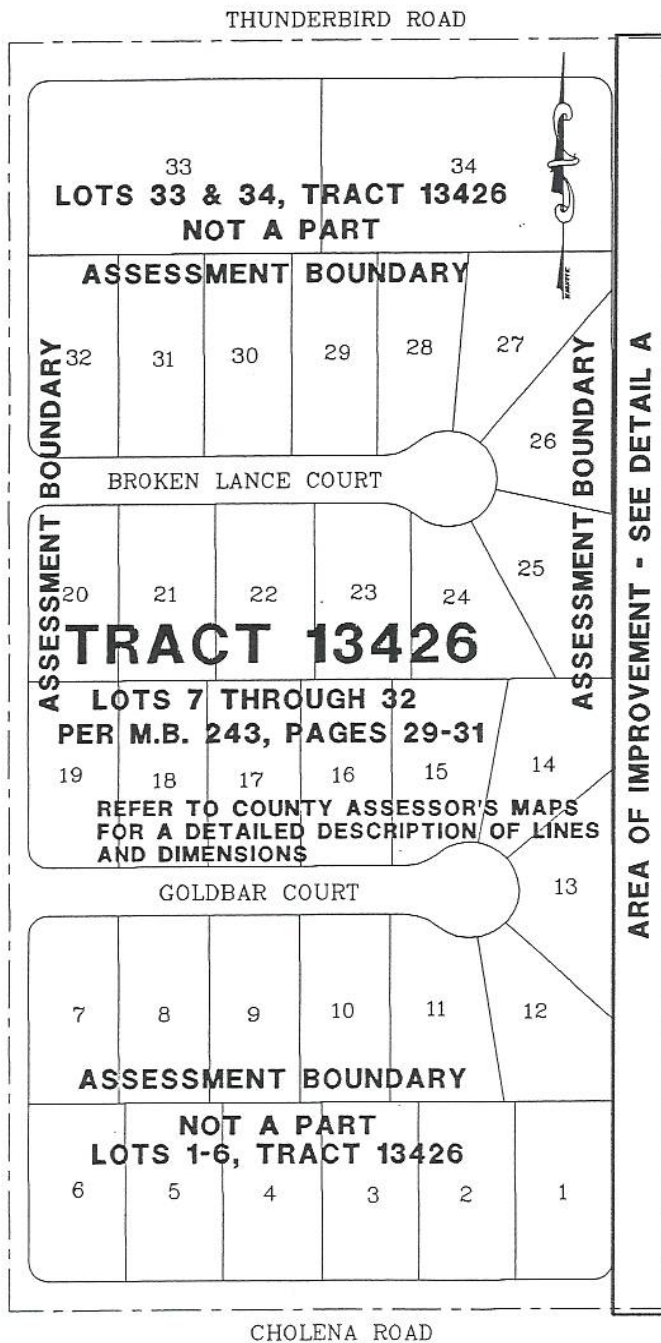 THUNDERBIRD ROAD
33
34
LOTS 33 & 34, TRACT 13426
NOT A PART
ASSESSMENT BOUNDARY
32
31
30
29
28
27
26
ASSESSMENT BOUNDARY
ASSESSMENT BOUNDARY
AREA OF IMPROVEMENT - SEE DETAIL A
BROKEN LANCE COURT
20
21
22
23
24
25
TRACT 13426
LOTS 7 THROUGH 32
PER M.B. 243, PAGES 29-31
19
18
17
16
15
14
REFER TO COUNTY ASSESSOR'S MAPS
FOR A DETAILED DESCRIPTION OF LINES
AND DIMENSIONS
GOLDBAR COURT
13
7
8
9
10
11
12
ASSESSMENT BOUNDARY
NOT A PART
LOTS 1-6, TRACT 13426
6
5
4
3
2
1
CHOLENA ROAD